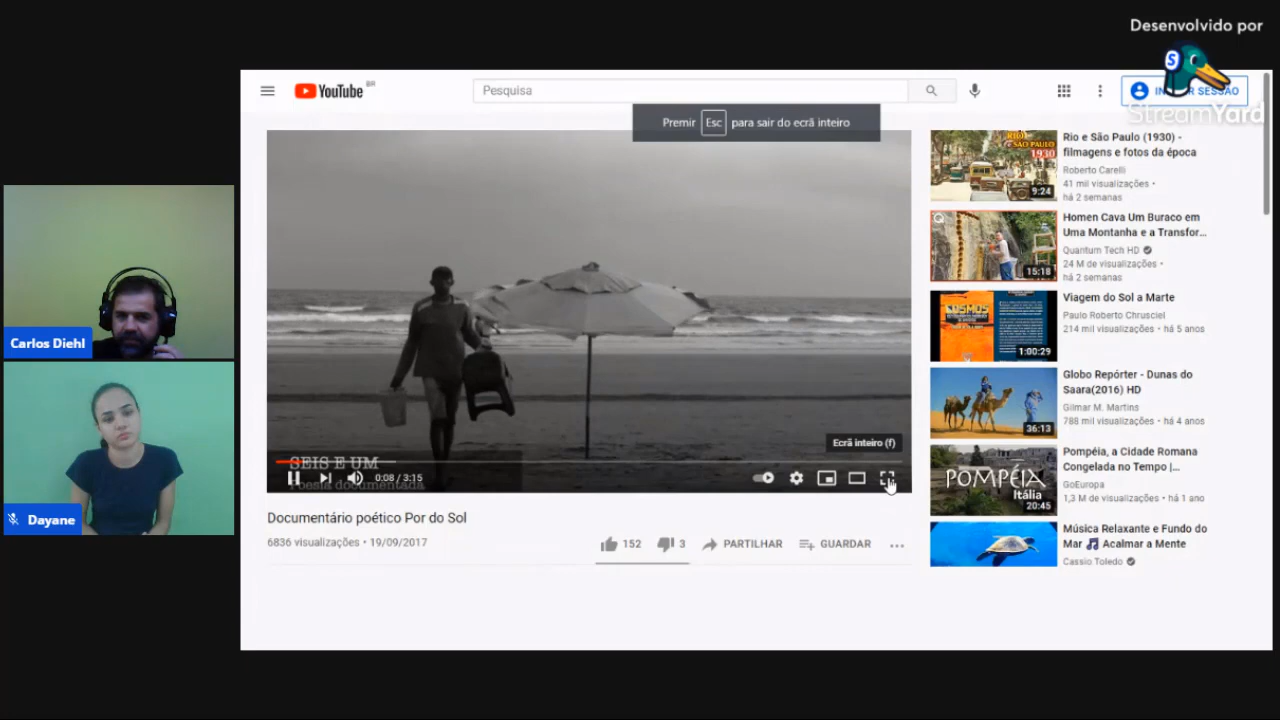 Desenvolvido por
StreamYard
YouTube BR
Pesquisa
SESSÃO
Premir Esc para sair do ecrã inteiro
SEIS E UM
Poesia documentada
Ecrã inteiro (f)
0:08 / 3:15
Documentário poético Por do Sol
6836 visualizações • 19/09/2017
152
3
PARTILHAR
GUARDAR
RIO
SÃO PAULO
1930
9:24
Rio e São Paulo (1930) -
filmagens e fotos da época
Roberto Carelli
41 mil visualizações •
há 2 semanas
15:18
Homen Cava Um Buraco em
Uma Montanha e a Transfor...
Quantum Tech HD
24 M de visualizações •
há 2 semanas
COSMOS
1:00:29
Viagem do Sol a Marte
Paulo Roberto Chrusciel
214 mil visualizações • há 5 anos
36:13
Globo Repórter - Dunas do
Saara(2016) HD
Gilmar M. Martins
788 mil visualizações • há 4 anos
POMPÉIA
Itália
20:45
Pompéia, a Cidade Romana
Congelada no Tempo |...
GoEuropa
1,3 M de visualizações • há 1 ano
Música Relaxante e Fundo do
Mar 🎵 Acalmar a Mente
Cassio Toledo
Carlos Diehl
Dayane